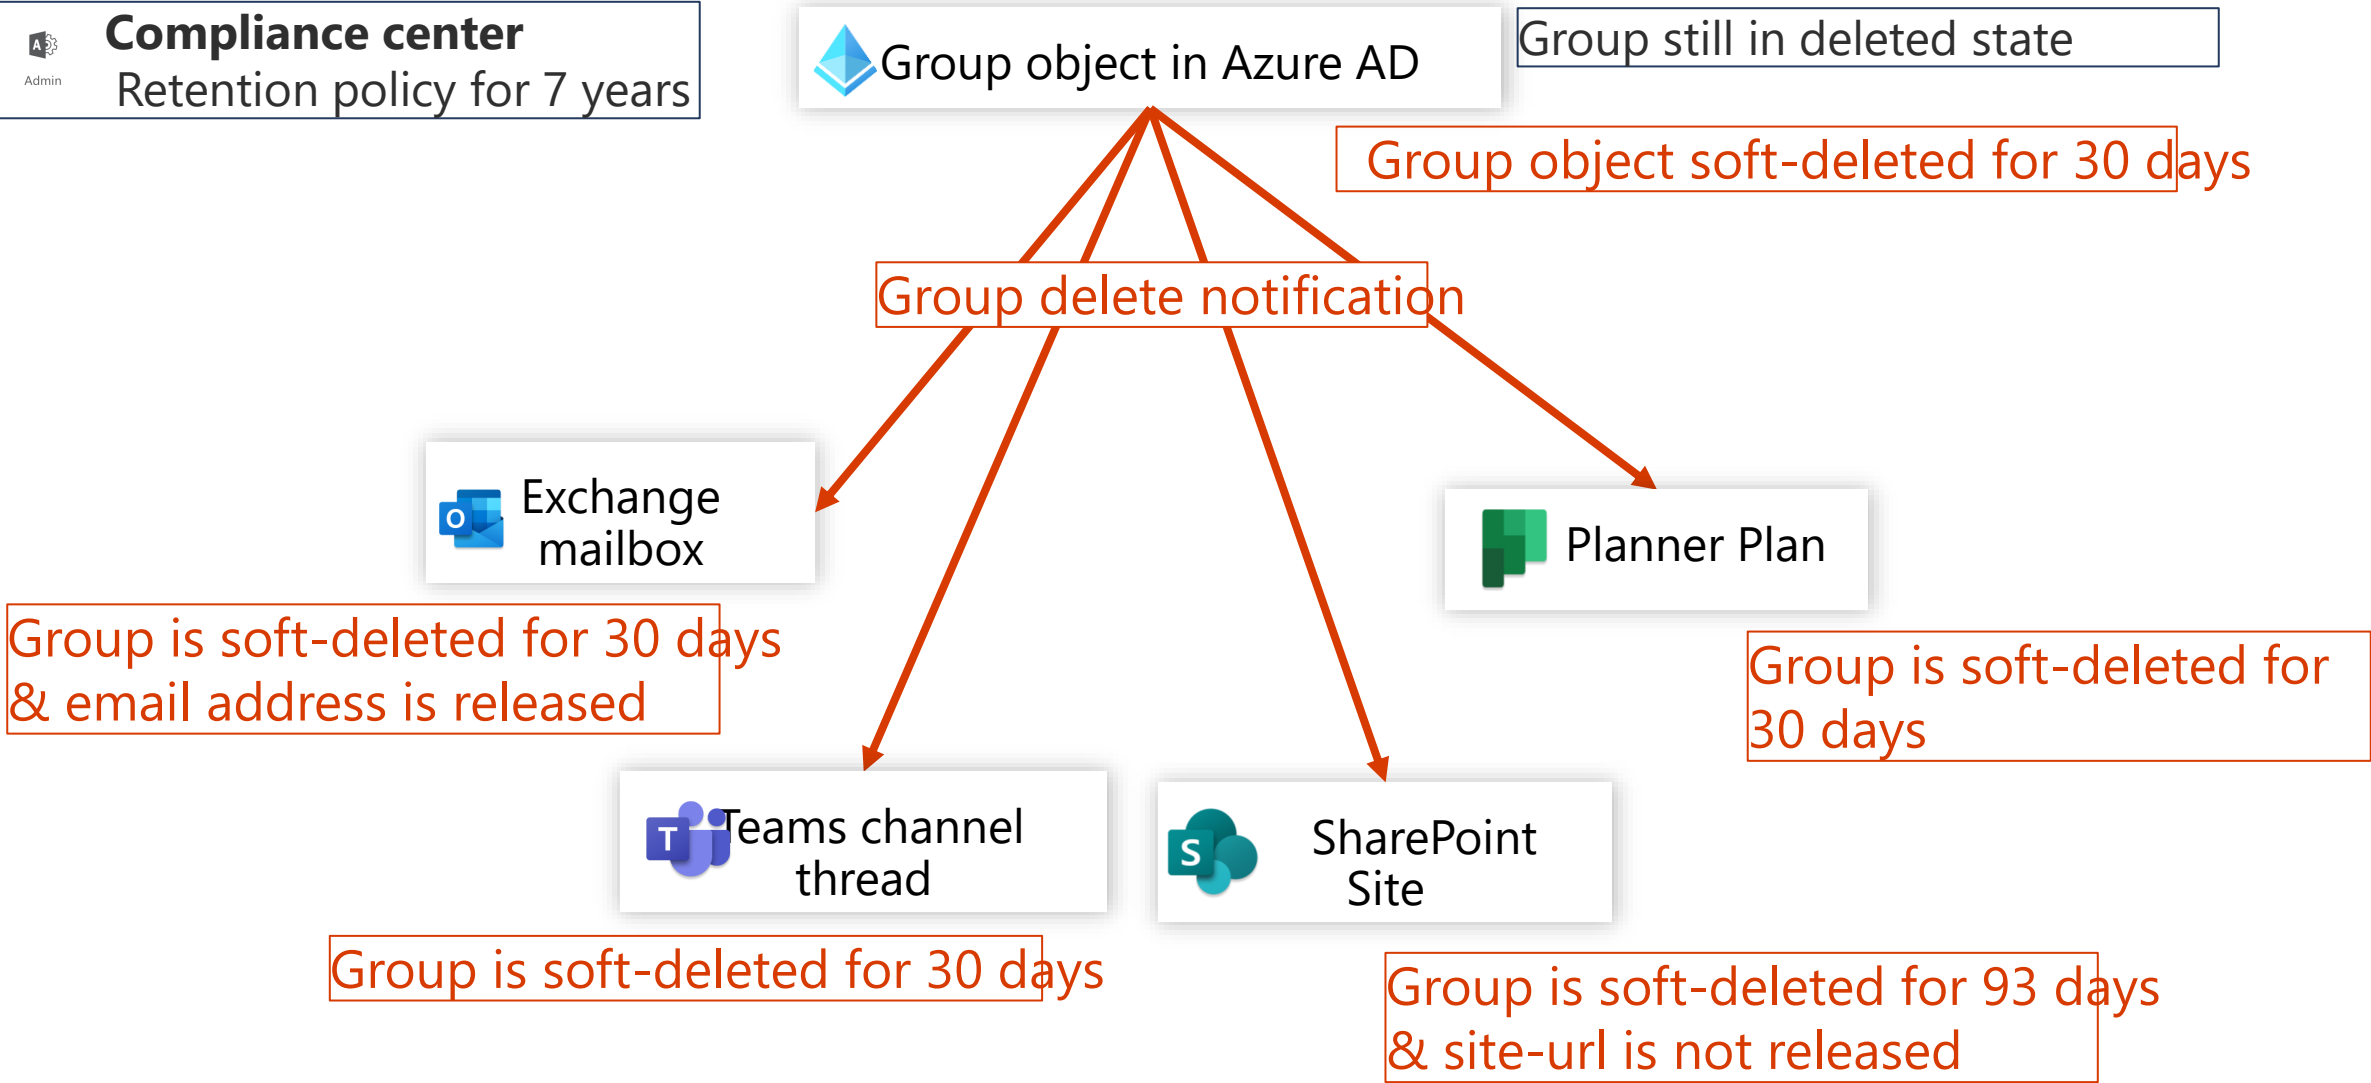 Compliance center
Admin
Retention policy for 7 years
Group object in Azure AD
Group still in deleted state
Group object soft-deleted for 30 days
Group delete notification
O
Exchange
mailbox
Planner Plan
Group is soft-deleted for 30 days
& email address is released
Group is soft-deleted for
30 days
T
Teams channel
thread
S
SharePoint
Site
Group is soft-deleted for 30 days
Group is soft-deleted for 93 days
& site-url is not released